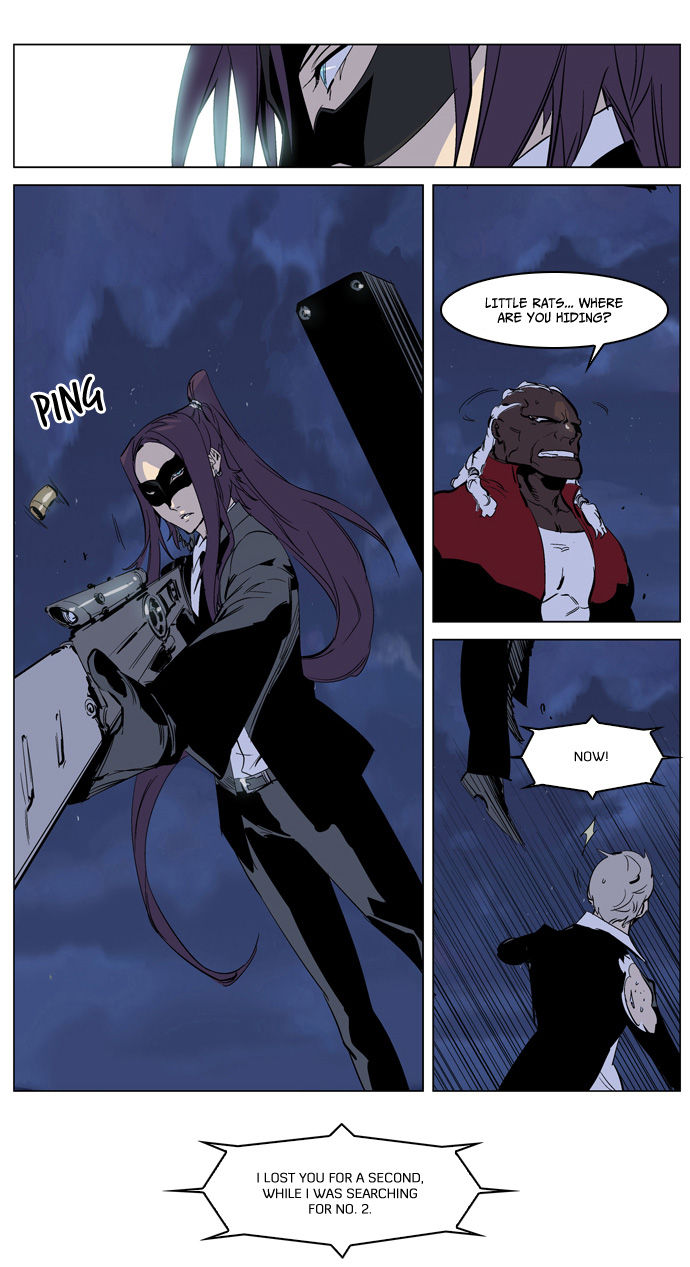 PING
LITTLE RATS... WHERE
ARE YOU HIDING?
NOW!
I LOST YOU FOR A SECOND,
WHILE I WAS SEARCHING
FOR NO. 2.